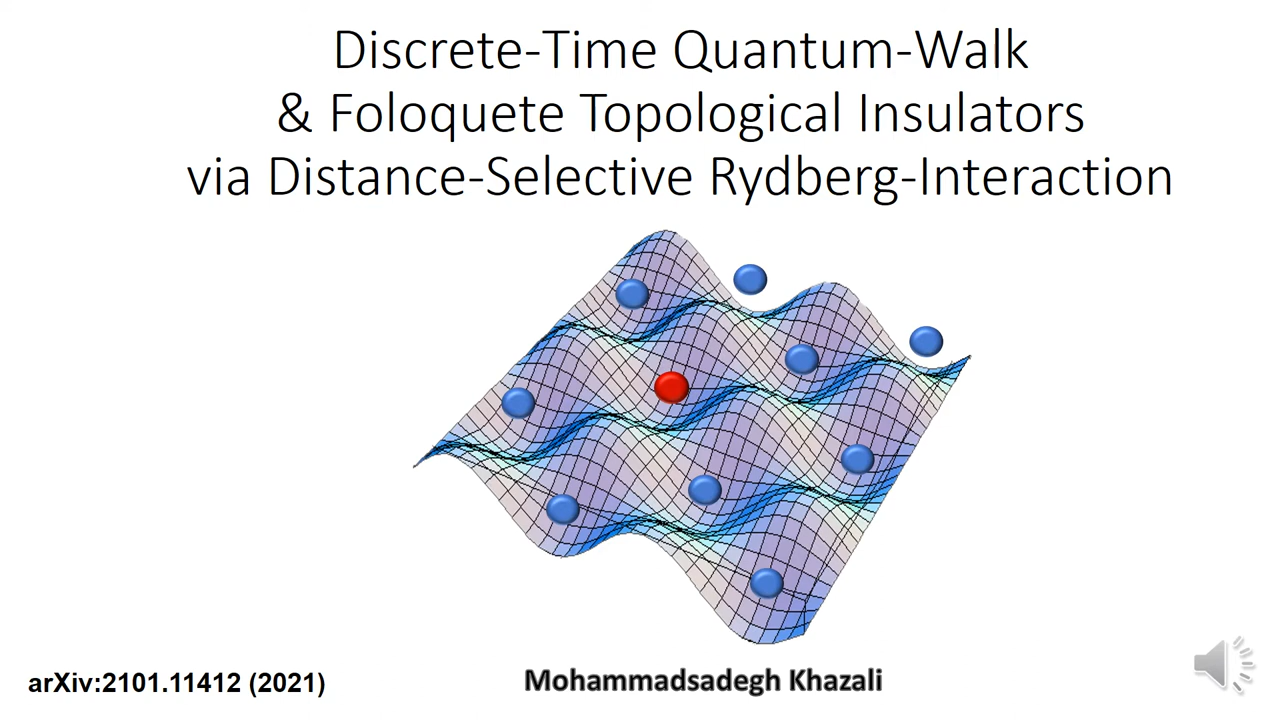 Discrete-Time Quantum-Walk
& Foloquete Topological Insulators
via Distance-Selective Rydberg-Interaction
arXiv:2101.11412 (2021)
Mohammadsadegh Khazali